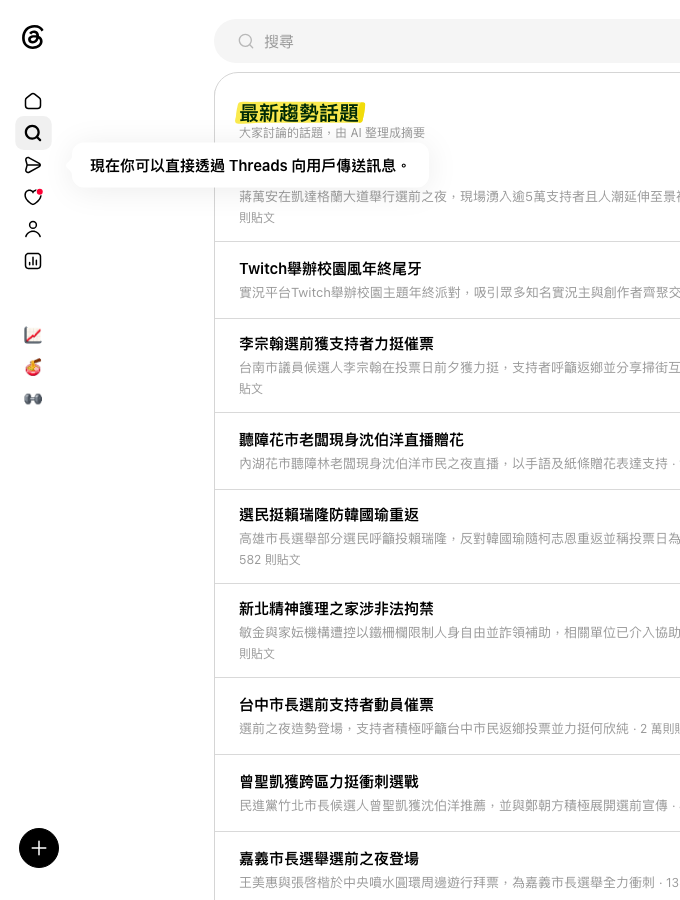 搜尋
最新趨勢話題
大家討論的話題，由 AI 整理成摘要
現在你可以直接透過 Threads 向用戶傳送訊息。
蔣萬安在凱達格蘭大道舉行選前之夜，現場湧入逾5萬支持者且人潮延伸至景
則貼文
Twitch舉辦校園風年終尾牙
實況平台Twitch舉辦校園主題年終派對，吸引眾多知名實況主與創作者齊聚交
李宗翰選前獲支持者力挺催票
台南市議員候選人李宗翰在投票日前夕獲力挺，支持者呼籲返鄉並分享掃街互
貼文
聽障花市老闆現身沈伯洋直播贈花
內湖花市聽障林老闆現身沈伯洋市民之夜直播，以手語及紙條贈花表達支持 ·
選民挺賴瑞隆防韓國瑜重返
高雄市長選舉部分選民呼籲投賴瑞隆，反對韓國瑜隨柯志恩重返並稱投票日為
582 則貼文
新北精神護理之家涉非法拘禁
敏金與家妘機構遭控以鐵柵欄限制人身自由並詐領補助，相關單位已介入協助
則貼文
台中市長選前支持者動員催票
選前之夜造勢登場，支持者積極呼籲台中市民返鄉投票並力挺何欣純 · 2 萬則
曾聖凱獲跨區力挺衝刺選戰
民進黨竹北市長候選人曾聖凱獲沈伯洋推薦，並與鄭朝方積極展開選前宣傳 ·
嘉義市長選舉選前之夜登場
王美惠與張啓楷於中央噴水圓環周邊遊行拜票，為嘉義市長選舉全力衝刺 · 13